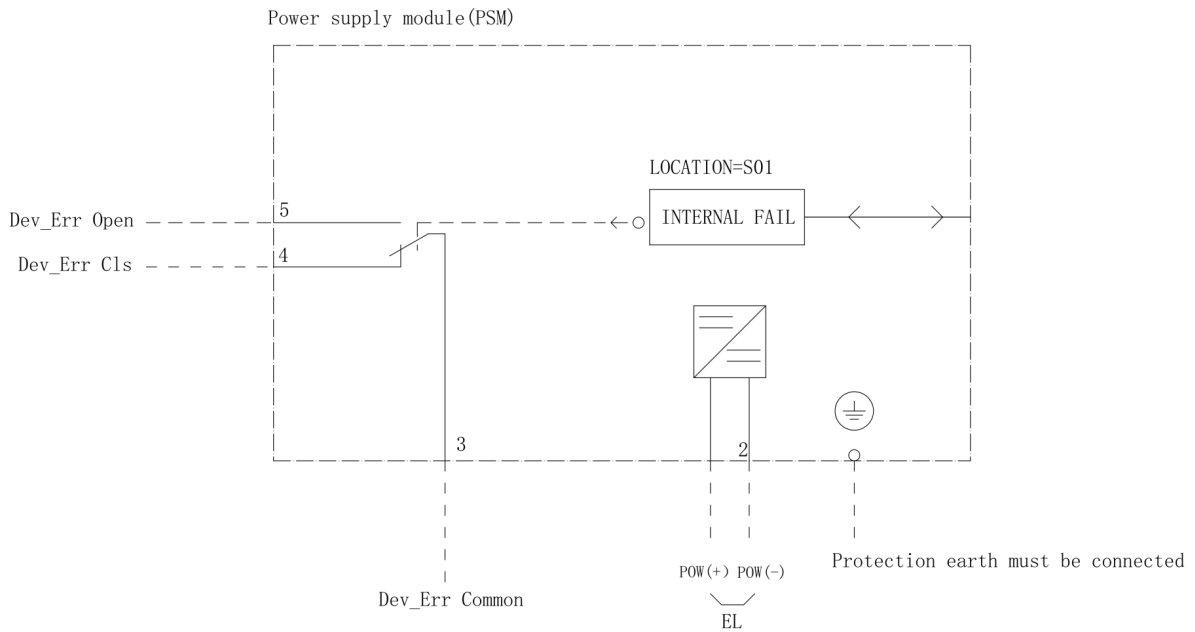 Power supply module(PSM)
LOCATION=S01
INTERNAL FAIL
Dev_Err Open
5
Dev_Err Cls
4
3
2
Protection earth must be connected
POW(+) POW(-)
Dev_Err Common
EL